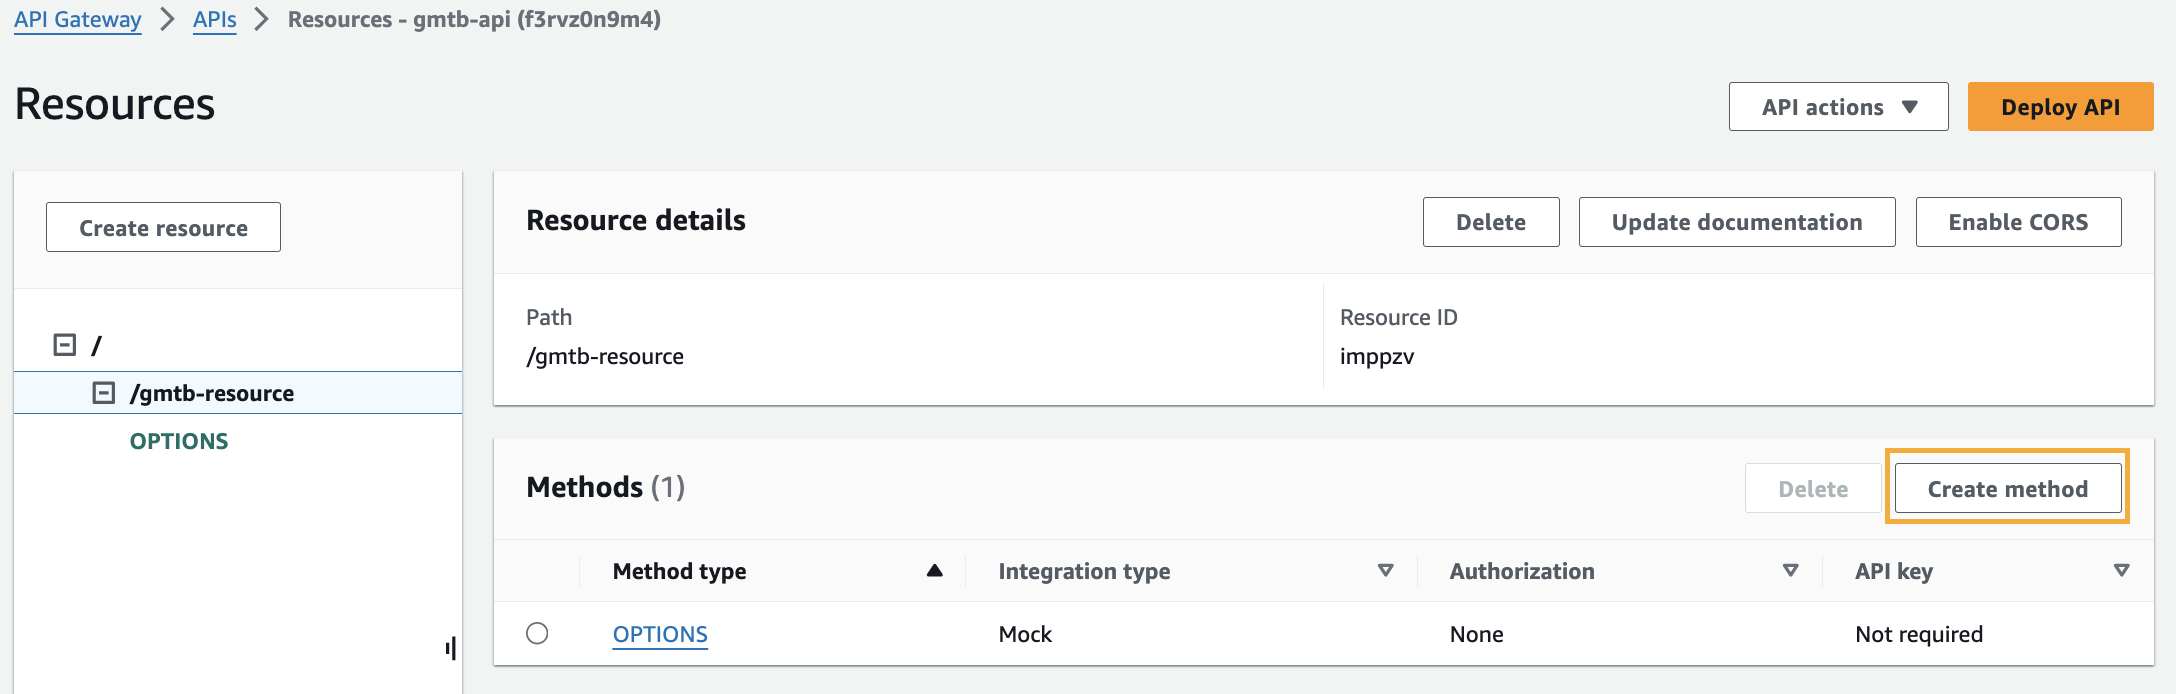 API Gateway > APIs > Resources - gmtb-api (f3rvz0n9m4)
Resources
API actions
Deploy API
Create resource
/
/gmtb-resource
OPTIONS
Resource details
Delete
Update documentation
Enable CORS
Path
/gmtb-resource
Resource ID
imppzv
Methods (1)
Delete
Create method
Method type
Integration type
Authorization
API key
OPTIONS
Mock
None
Not required